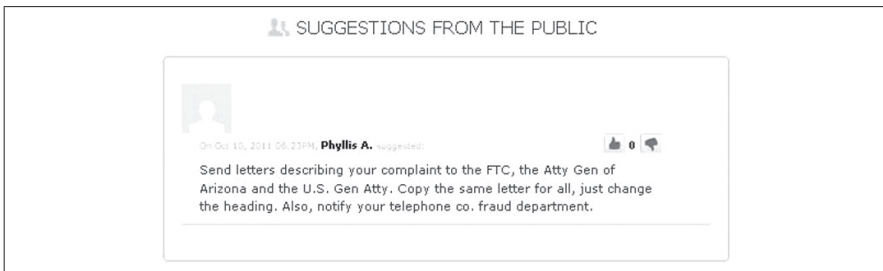 SUGGESTIONS FROM THE PUBLIC
On Oct 10, 2011 06:23PM, Phyllis A. suggested:
0
Send letters describing your complaint to the FTC, the Atty Gen of
Arizona and the U.S. Gen Atty. Copy the same letter for all, just change
the heading. Also, notify your telephone co. fraud department.